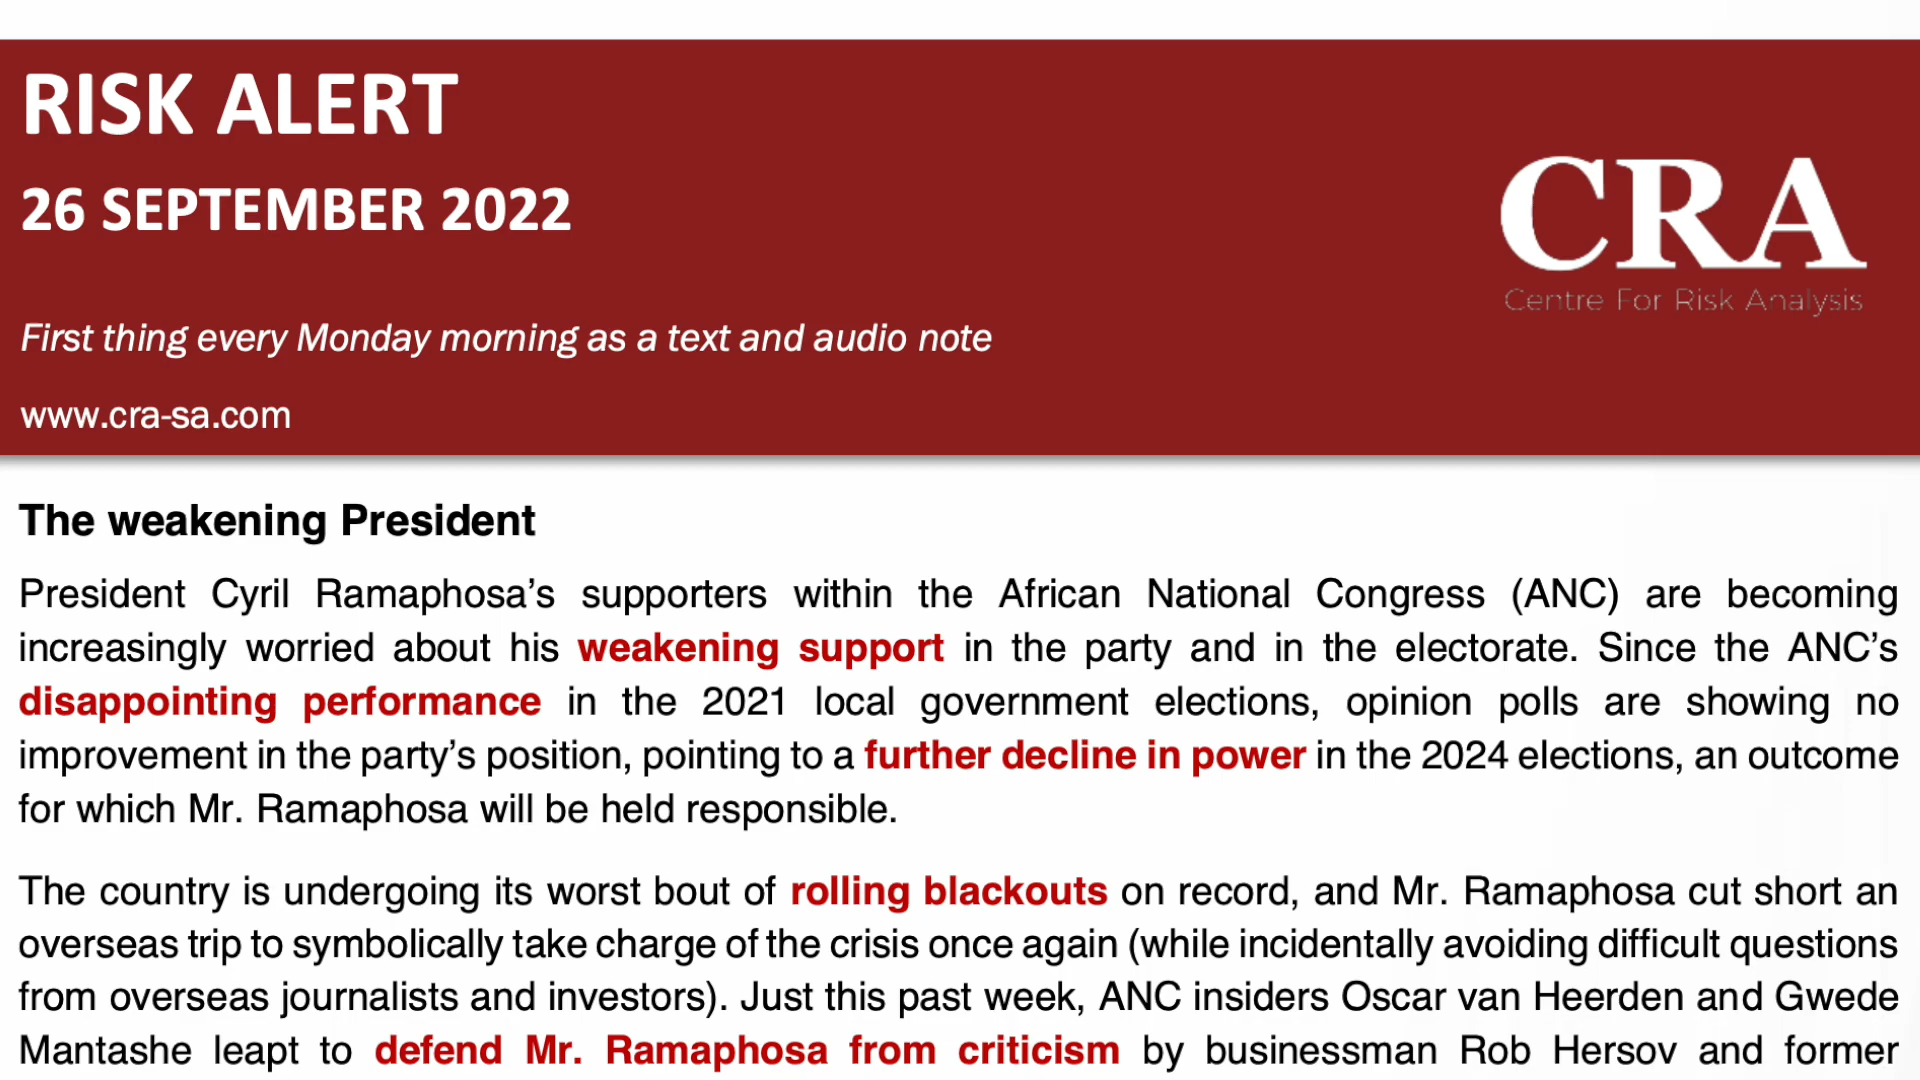 RISK ALERT
26 SEPTEMBER 2022
CRA
Centre For Risk Analysis
First thing every Monday morning as a text and audio note
www.cra-sa.com
The weakening President
President Cyril Ramaphosa’s supporters within the African National Congress (ANC) are becoming
increasingly worried about his weakening support in the party and in the electorate. Since the ANC’s
disappointing performance in the 2021 local government elections, opinion polls are showing no
improvement in the party’s position, pointing to a further decline in power in the 2024 elections, an outcome
for which Mr. Ramaphosa will be held responsible.
The country is undergoing its worst bout of rolling blackouts on record, and Mr. Ramaphosa cut short an
overseas trip to symbolically take charge of the crisis once again (while incidentally avoiding difficult questions
from overseas journalists and investors). Just this past week, ANC insiders Oscar van Heerden and Gwede
Mantashe leapt to defend Mr. Ramaphosa from criticism by businessman Rob Hersov and former